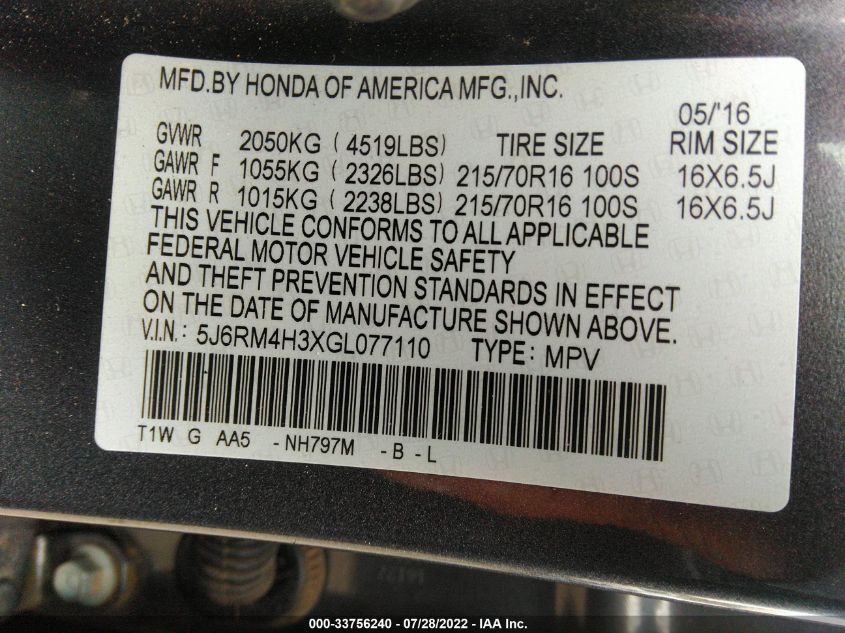 MFD.BY HONDA OF AMERICA MFG.,INC.
05/'16
GVWR 2050KG ( 4519LBS) TIRE SIZE RIM SIZE
GAWR F 1055KG ( 2326LBS) 215/70R16 100S 16X6.5J
GAWR R 1015KG ( 2238LBS) 215/70R16 100S 16X6.5J
THIS VEHICLE CONFORMS TO ALL APPLICABLE
FEDERAL MOTOR VEHICLE SAFETY
AND THEFT PREVENTION STANDARDS IN EFFECT
ON THE DATE OF MANUFACTURE SHOWN ABOVE.
V.I.N.: 5J6RM4H3XGL077110 TYPE: MPV
T1W G AA5 -NH797M -B -L
000-33756240 - 07/28/2022 - IAA Inc.